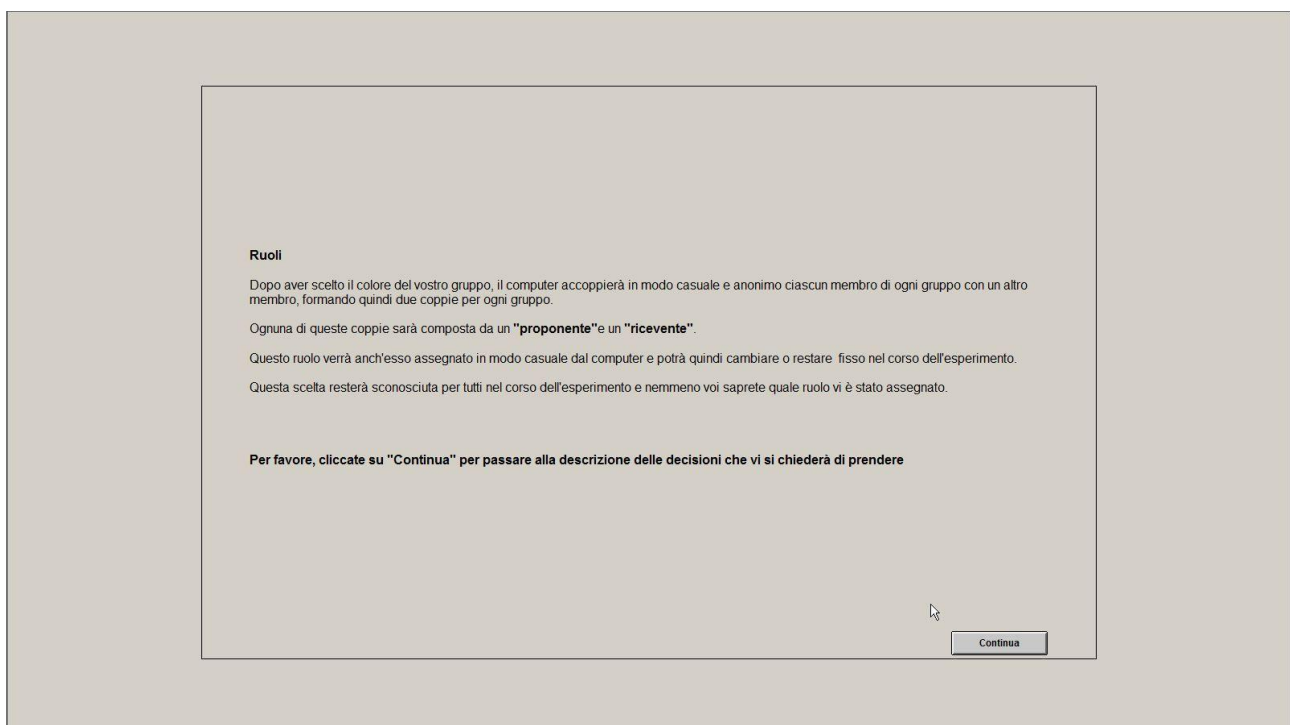 Ruoli
Dopo aver scelto il colore del vostro gruppo, il computer accoppierà in modo casuale e anonimo ciascun membro di ogni gruppo con un altro
membro, formando quindi due coppie per ogni gruppo.
Ognuna di queste coppie sarà composta da un "proponente"e un "ricevente".
Questo ruolo verrà anch'esso assegnato in modo casuale dal computer e potrà quindi cambiare o restare fisso nel corso dell'esperimento.
Questa scelta resterà sconosciuta per tutti nel corso dell'esperimento e nemmeno voi saprete quale ruolo vi è stato assegnato.
Per favore, cliccate su "Continua" per passare alla descrizione delle decisioni che vi si chiederà di prendere
Continua